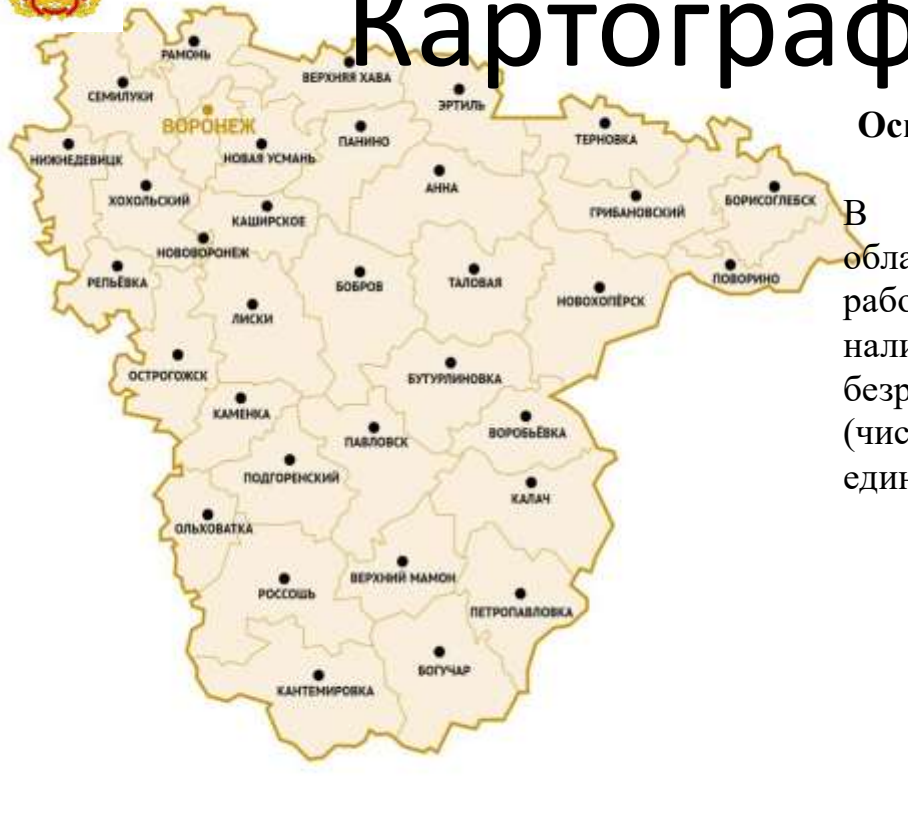 Картограф
Осн
В
обла
рабо
нали
безр
(чис
един
РАМОНЬ
ВЕРХНЯЯ ХАВА
СЕМИЛУКИ
ЭРТИЛЬ
ВОРОНЕЖ
ПАНИНО
ТЕРНОВКА
НИЖНЕДЕВИЦК
НОВАЯ УСМАНЬ
АННА
ХОХОЛЬСКИЙ
БОРИСОГЛЕБСК
ГРИБАНОВСКИЙ
КАШИРСКОЕ
НОВОВОРОНЕЖ
ПОВОРИНО
РЕПЬЁВКА
БОБРОВ
ТАЛОВАЯ
НОВОХОПЁРСК
ЛИСКИ
ОСТРОГОЖСК
БУТУРЛИНОВКА
КАМЕНКА
ПАВЛОВСК
ВОРОБЬЁВКА
ПОДГОРЕНСКИЙ
КАЛАЧ
ОЛЬХОВАТКА
ВЕРХНИЙ МАМОН
РОССОШЬ
ПЕТРОПАВЛОВКА
БОГУЧАР
КАНТЕМИРОВКА